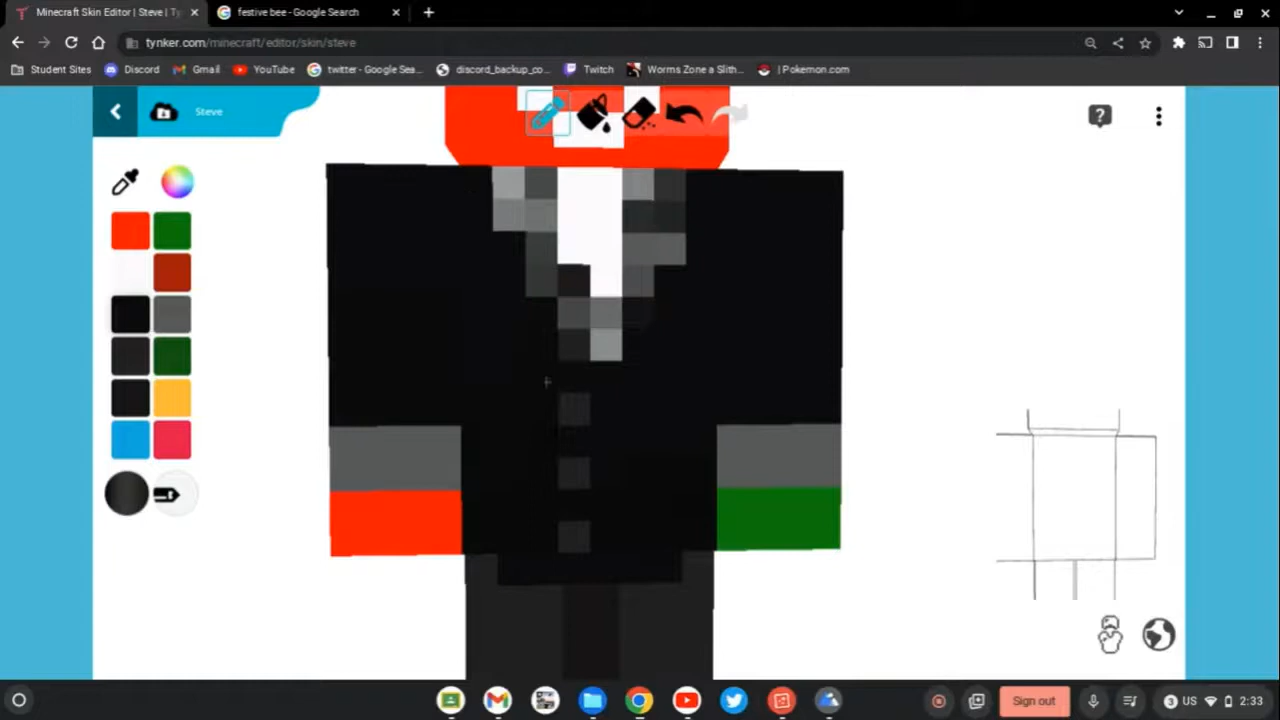 Minecraft Skin Editor | Steve | Ty
festive bee - Google Search
tynker.com/minecraft/editor/skin/steve
Student Sites
Discord
Gmail
YouTube
twitter - Google Sea...
discord_backup_co...
Twitch
Worms Zone a Slith...
| Pokemon.com
Steve
?
Sign out
3
US
2:33